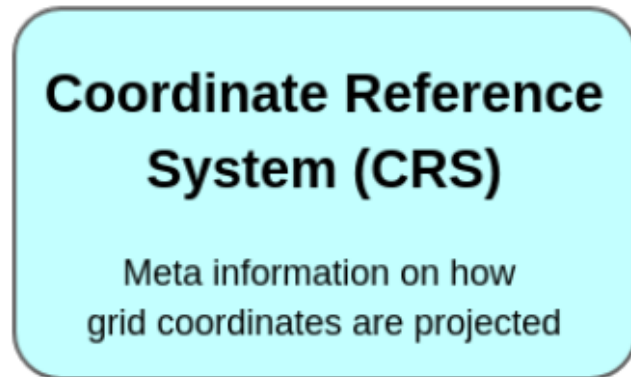 Coordinate Reference
System (CRS)
Meta information on how
grid coordinates are projected